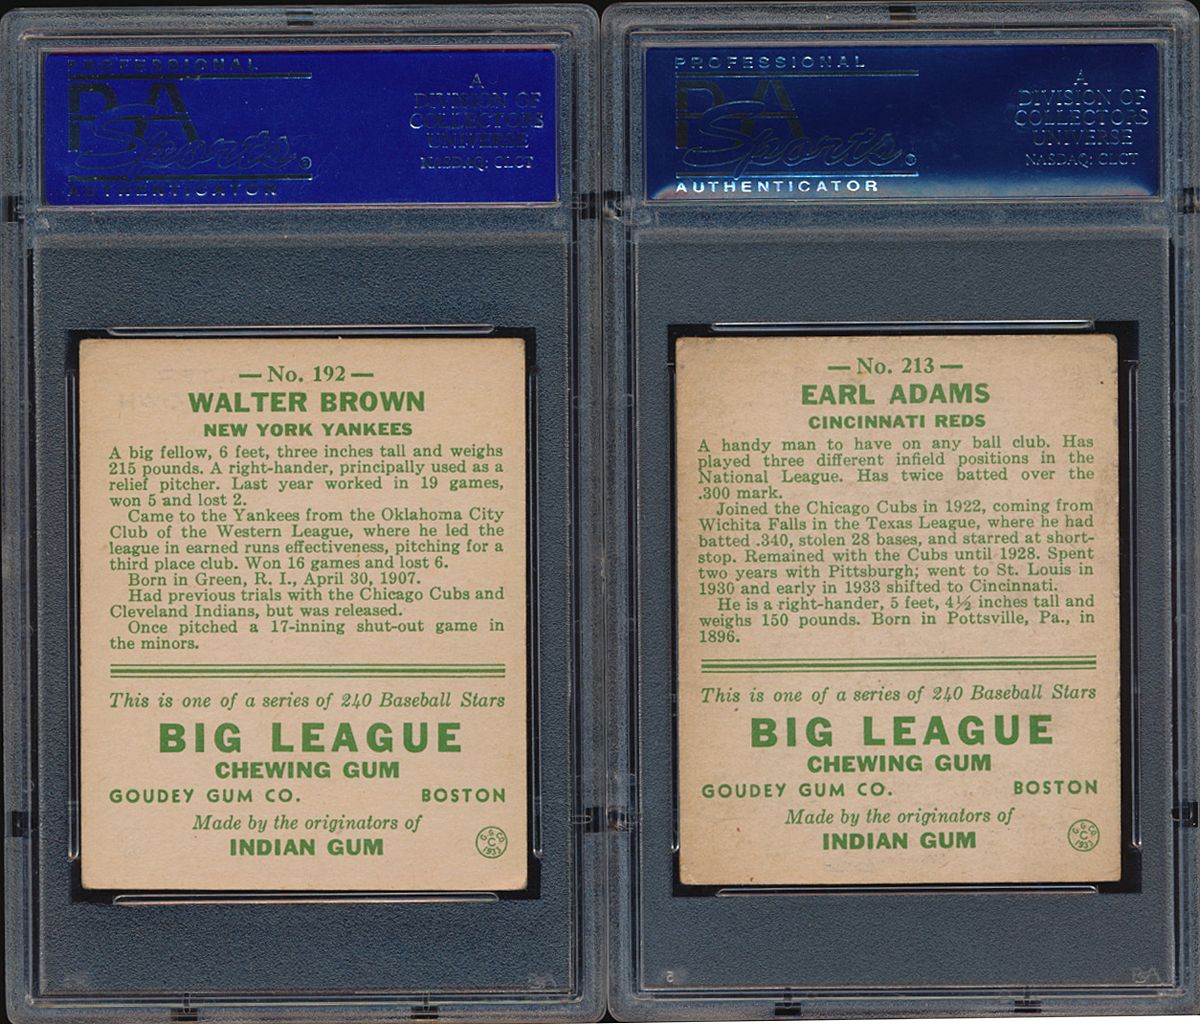 PROFESSIONAL
PSA
Sports
AUTHENTICATOR
A
DIVISION OF
COLLECTORS
UNIVERSE
NASDAQ: CLCT
— No. 192 —
WALTER BROWN
NEW YORK YANKEES
A big fellow, 6 feet, three inches tall and weighs
215 pounds. A right-hander, principally used as a
relief pitcher. Last year worked in 19 games,
won 5 and lost 2.
Came to the Yankees from the Oklahoma City
Club of the Western League, where he led the
league in earned runs effectiveness, pitching for a
third place club. Won 16 games and lost 6.
Born in Green, R. I., April 30, 1907.
Had previous trials with the Chicago Cubs and
Cleveland Indians, but was released.
Once pitched a 17-inning shut-out game in
the minors.
This is one of a series of 240 Baseball Stars
BIG LEAGUE
CHEWING GUM
GOUDEY GUM CO. BOSTON
Made by the originators of
INDIAN GUM
G. G. CO.
C
1933
PROFESSIONAL
PSA
Sports
AUTHENTICATOR
A
DIVISION OF
COLLECTORS
UNIVERSE
NASDAQ: CLCT
— No. 213 —
EARL ADAMS
CINCINNATI REDS
A handy man to have on any ball club. Has
played three different infield positions in the
National League. Has twice batted over the
.300 mark.
Joined the Chicago Cubs in 1922, coming from
Wichita Falls in the Texas League, where he had
batted .340, stolen 28 bases, and starred at short-
stop. Remained with the Cubs until 1928. Spent
two years with Pittsburgh; went to St. Louis in
1930 and early in 1933 shifted to Cincinnati.
He is a right-hander, 5 feet, 4½ inches tall and
weighs 150 pounds. Born in Pottsville, Pa., in
1896.
This is one of a series of 240 Baseball Stars
BIG LEAGUE
CHEWING GUM
GOUDEY GUM CO. BOSTON
Made by the originators of
INDIAN GUM
G. G. CO.
C
1933
PSA